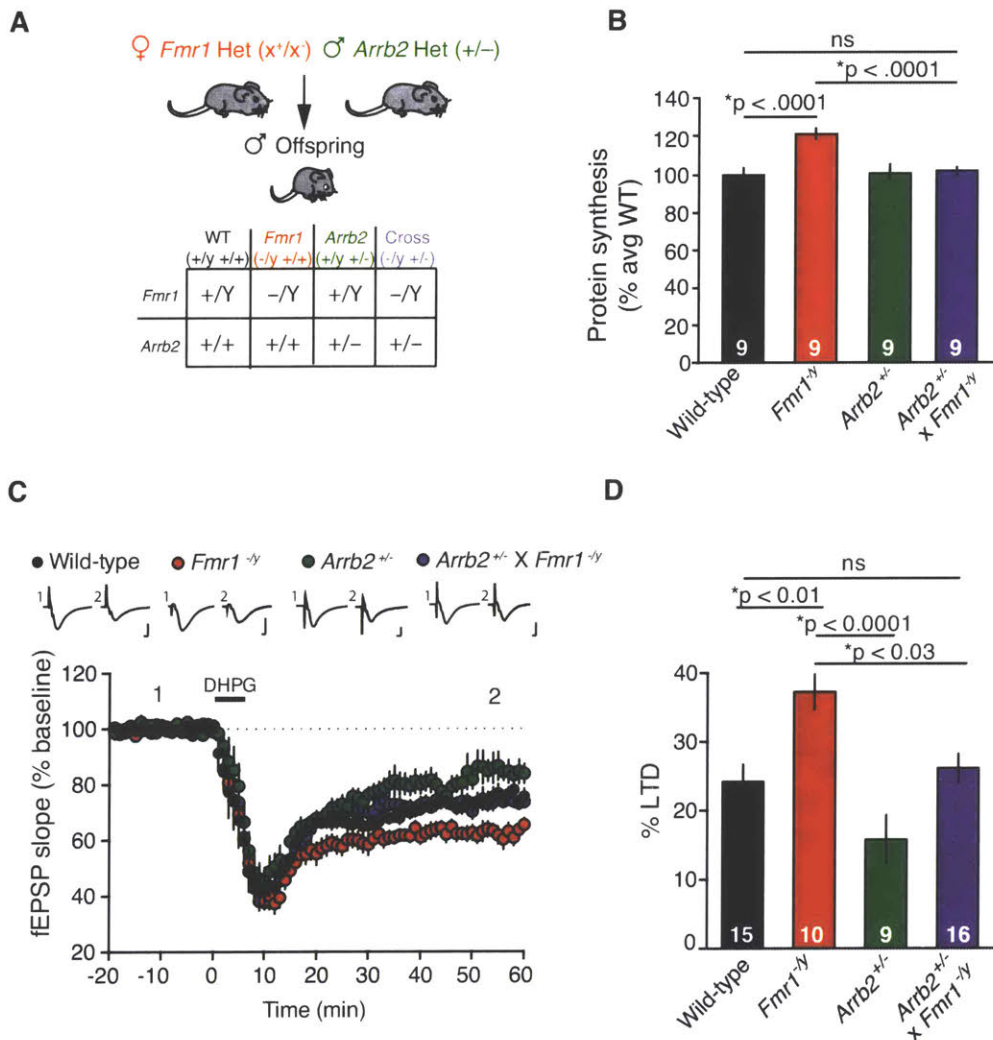 A
♀ Fmr1 Het (x⁺/x⁻) ♂ Arrb2 Het (+/–)
♂ Offspring
WT Fmr1 Arrb2 Cross
(+/y +/+) (-/y +/+) (+/y +/-) (-/y +/-)
Fmr1 +/Y –/Y +/Y –/Y
Arrb2 +/+ +/+ +/– +/–
B
ns
*p < .0001
*p < .0001
Protein synthesis
(% avg WT)
140
120
100
80
60
40
20
0
9 9 9 9
Wild-type
Fmr1⁻/ʸ
Arrb2⁺/⁻
Arrb2⁺/⁻
x Fmr1⁻/ʸ
C
Wild-type Fmr1 ⁻/ʸ Arrb2⁺/⁻ Arrb2⁺/⁻ X Fmr1⁻/ʸ
1 2 1 2 1 2 1 2
fEPSP slope (% baseline)
120
100
80
60
40
20
1 DHPG 2
-20 -10 0 10 20 30 40 50 60
Time (min)
D
ns
*p < 0.01
*p < 0.0001
*p < 0.03
% LTD
40
30
20
10
0
15 10 9 16
Wild-type
Fmr1⁻/ʸ
Arrb2⁺/⁻
Arrb2⁺/⁻
x Fmr1⁻/ʸ